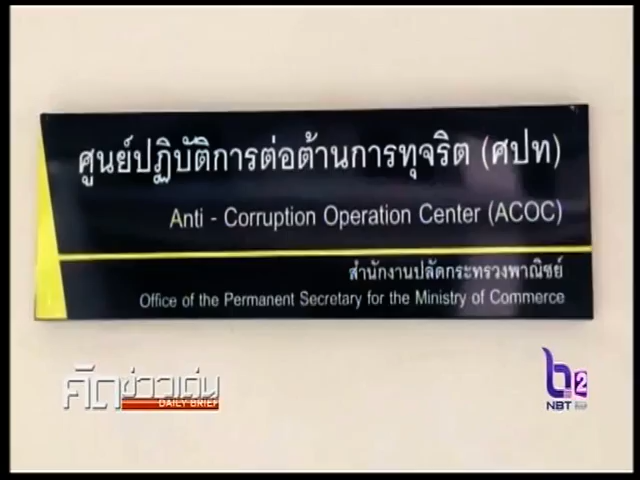 ศูนย์ปฏิบัติการต่อต้านการทุจริต (ศปท)
Anti - Corruption Operation Center (ACOC)
สำนักงานปลัดกระทรวงพาณิชย์
Office of the Permanent Secretary for the Ministry of Commerce
คัดข่าวเด่น
DAILY BRIEF
2
NBT